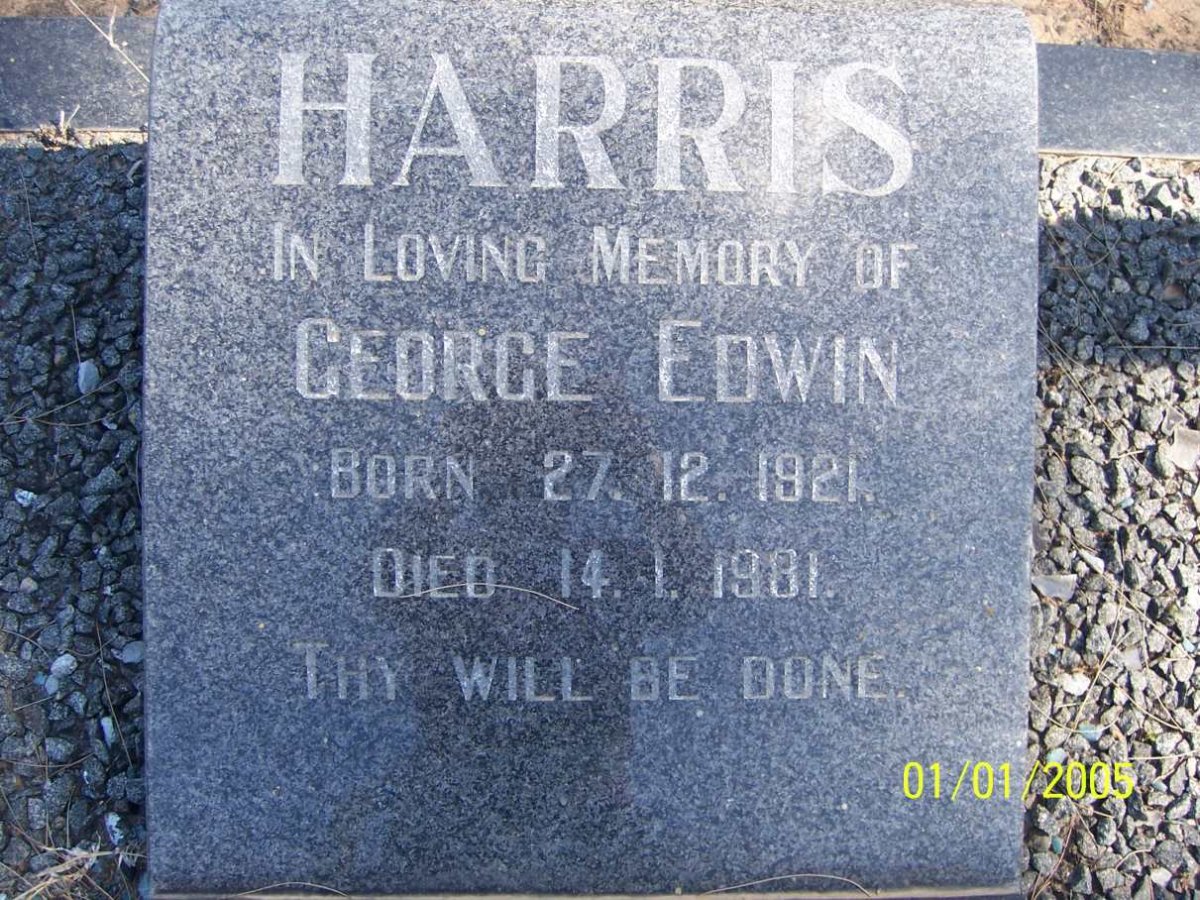 HARRIS
IN LOVING MEMORY OF
GEORGE EDWIN
BORN 27. 12. 1921.
DIED 14. 1. 1981.
THY WILL BE DONE.
01/01/2005